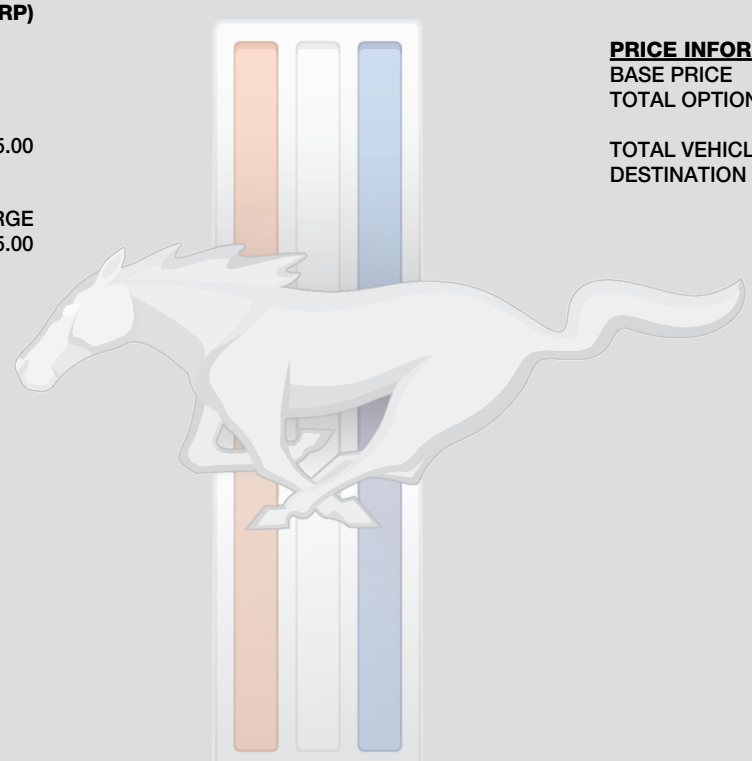 RP)
5.00
RGE
5.00
PRICE INFOR
BASE PRICE
TOTAL OPTION
TOTAL VEHICL
DESTINATION